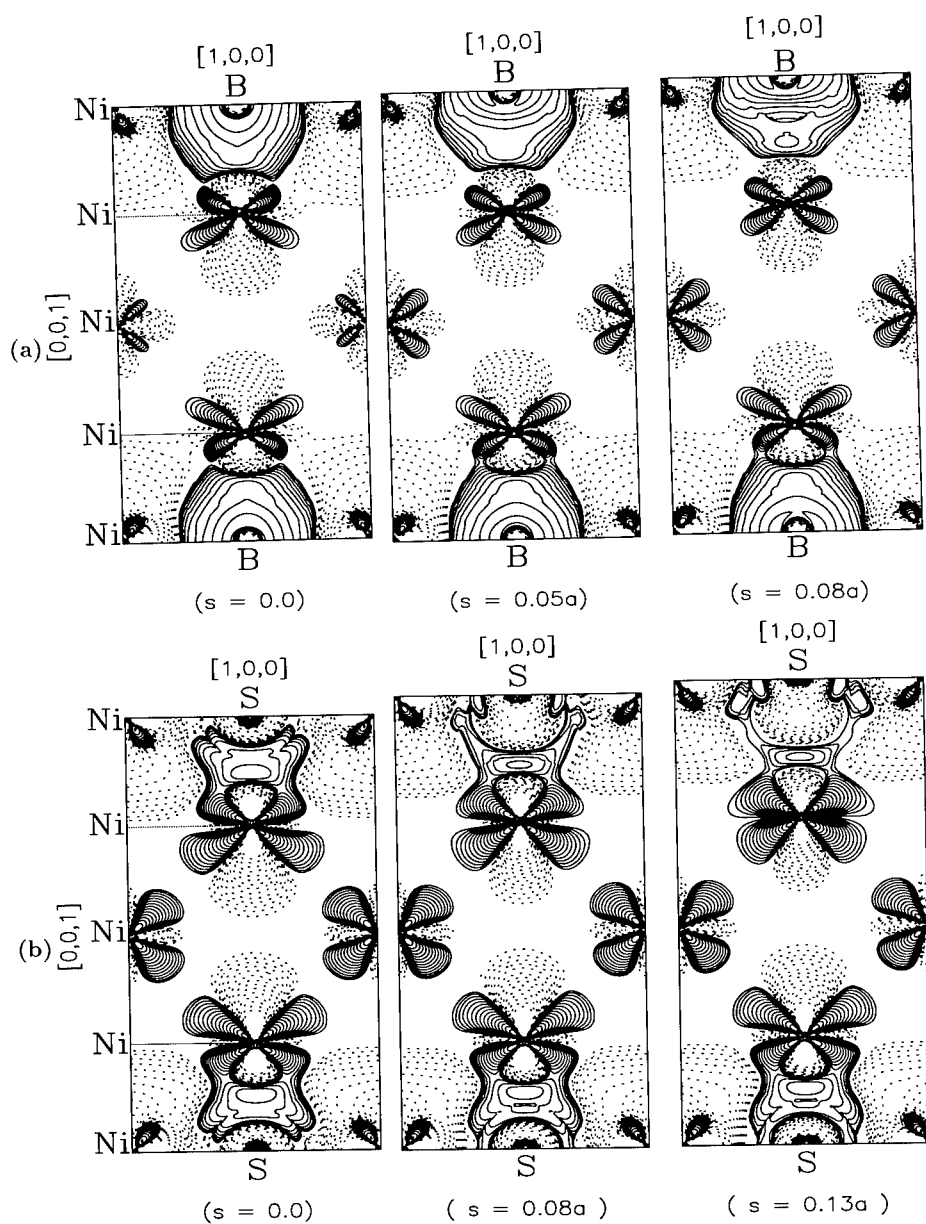 [1,0,0] [1,0,0] [1,0,0]
B B B
Ni
Ni
(a) [0,0,1] Ni
Ni
Ni
B B B
(s = 0.0) (s = 0.05a) (s = 0.08a)
[1,0,0] [1,0,0] [1,0,0]
S S S
Ni
Ni
(b) [0,0,1] Ni
Ni
Ni
S S S
(s = 0.0) ( s = 0.08a ) ( s = 0.13a )